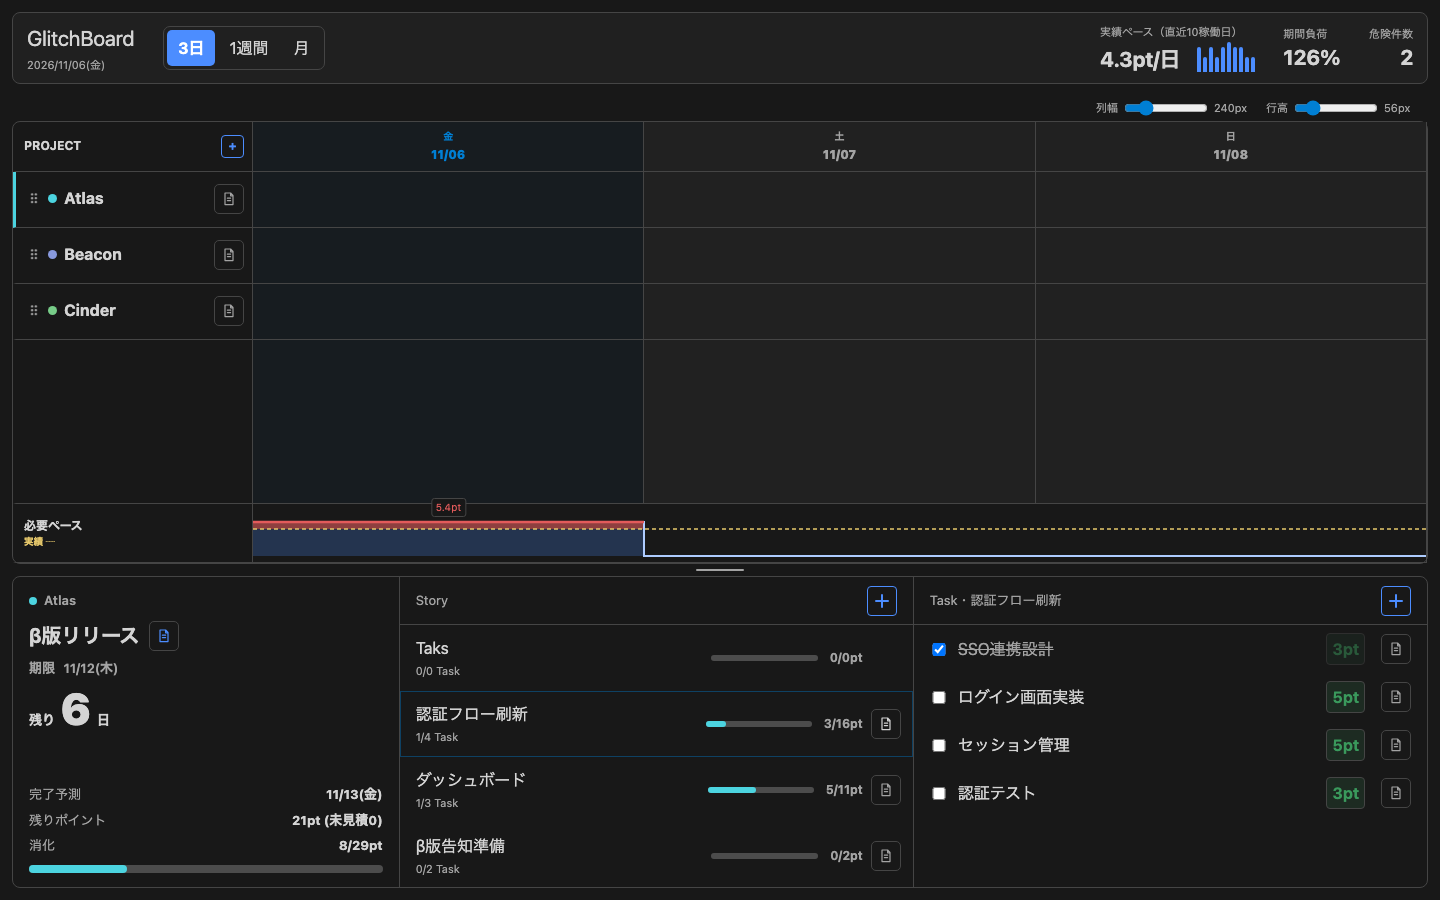 GlitchBoard
2026/11/06(金)
3日 1週間 月
実績ペース（直近10稼働日）
4.3pt/日
期間負荷
126%
危険件数
2
列幅 240px 行高 56px
PROJECT +
金
11/06
土
11/07
日
11/08
Atlas
Beacon
Cinder
必要ペース
実績
5.4pt
Atlas
β版リリース
期限 11/12(木)
残り 6 日
完了予測 11/13(金)
残りポイント 21pt (未見積0)
消化 8/29pt
Story +
Taks
0/0 Task
0/0pt
認証フロー刷新
1/4 Task
3/16pt
ダッシュボード
1/3 Task
5/11pt
β版告知準備
0/2 Task
0/2pt
Task・認証フロー刷新 +
SSO連携設計 3pt
ログイン画面実装 5pt
セッション管理 5pt
認証テスト 3pt